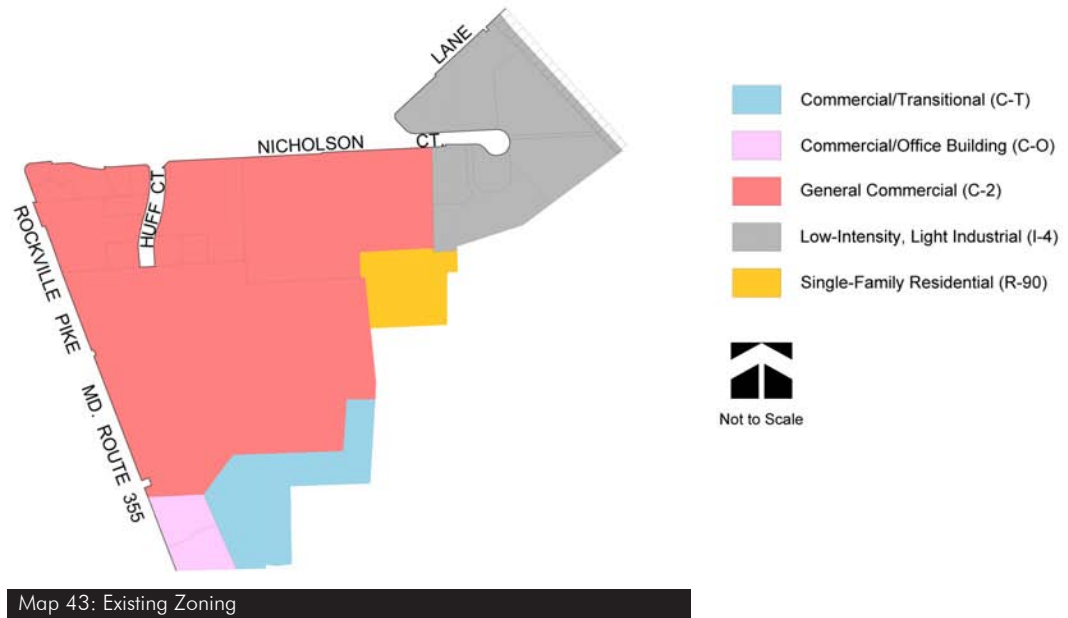 LANE
NICHOLSON CT.
HUFF CT.
ROCKVILLE PIKE MD. ROUTE 355
Commercial/Transitional (C-T)
Commercial/Office Building (C-O)
General Commercial (C-2)
Low-Intensity, Light Industrial (I-4)
Single-Family Residential (R-90)
Not to Scale
Map 43: Existing Zoning